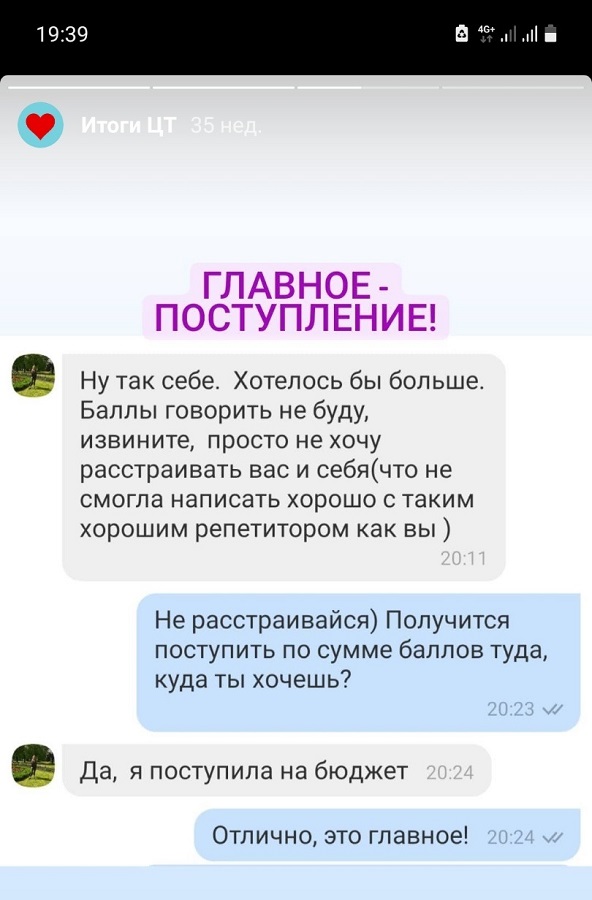 19:39
4G+
Итоги ЦТ 35 нед.
ГЛАВНОЕ -
ПОСТУПЛЕНИЕ!
Ну так себе. Хотелось бы больше.
Баллы говорить не буду,
извините, просто не хочу
расстраивать вас и себя(что не
смогла написать хорошо с таким
хорошим репетитором как вы )
20:11
Не расстраивайся) Получится
поступить по сумме баллов туда,
куда ты хочешь?
20:23
Да, я поступила на бюджет 20:24
Отлично, это главное! 20:24